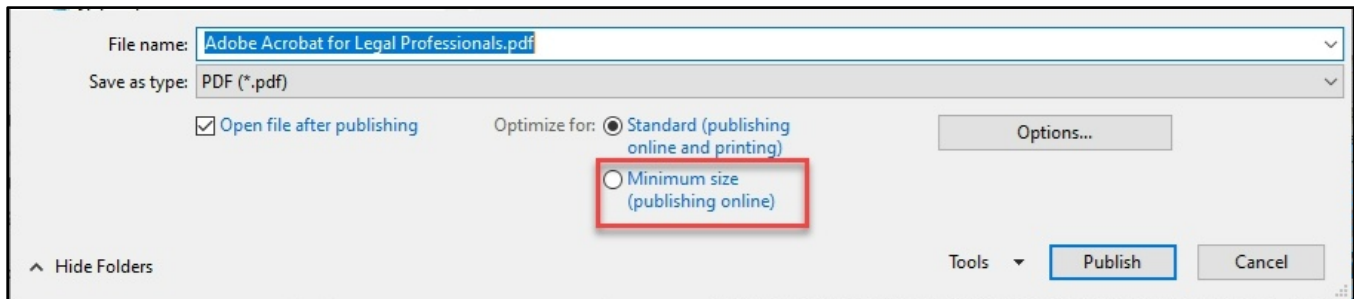 File name: Adobe Acrobat for Legal Professionals.pdf
Save as type: PDF (*.pdf)
Open file after publishing
Optimize for: Standard (publishing
online and printing)
Minimum size
(publishing online)
Options...
Hide Folders
Tools
Publish
Cancel